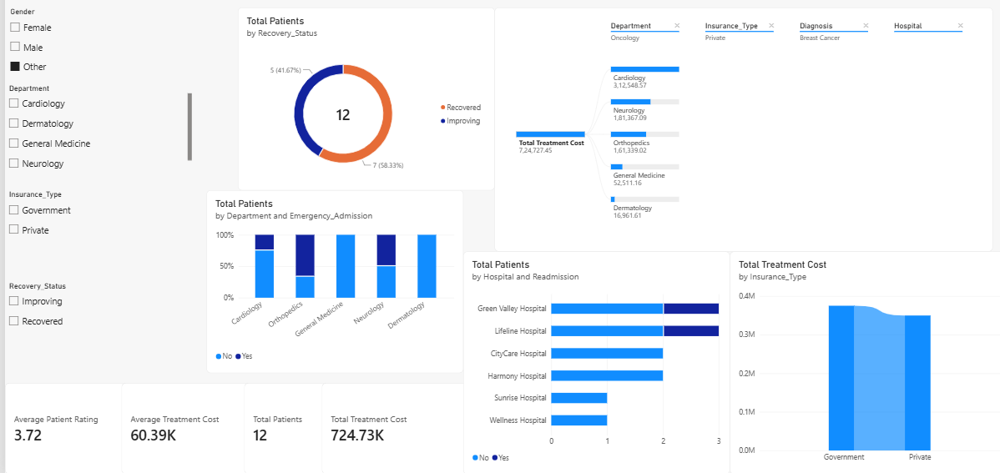 Gender
Female
Male
Other
Department
Cardiology
Dermatology
General Medicine
Neurology
Insurance_Type
Government
Private
Recovery_Status
Improving
Recovered
Total Patients
by Recovery_Status
5 (41.67%)
12
7 (58.33%)
Recovered
Improving
Department ×
Oncology
Insurance_Type ×
Private
Diagnosis ×
Breast Cancer
Hospital ×
Total Treatment Cost
7,24,727.45
Cardiology
3,12,548.57
Neurology
1,81,367.09
Orthopedics
1,61,339.02
General Medicine
52,511.16
Dermatology
16,961.61
Total Patients
by Department and Emergency_Admission
100%
50%
0%
Cardiology
Orthopedics
General Medicine
Neurology
Dermatology
No Yes
Total Patients
by Hospital and Readmission
Green Valley Hospital
Lifeline Hospital
CityCare Hospital
Harmony Hospital
Sunrise Hospital
Wellness Hospital
0 1 2 3
No Yes
Total Treatment Cost
by Insurance_Type
0.4M
0.3M
0.2M
0.1M
0.0M
Government Private
Average Patient Rating
3.72
Average Treatment Cost
60.39K
Total Patients
12
Total Treatment Cost
724.73K